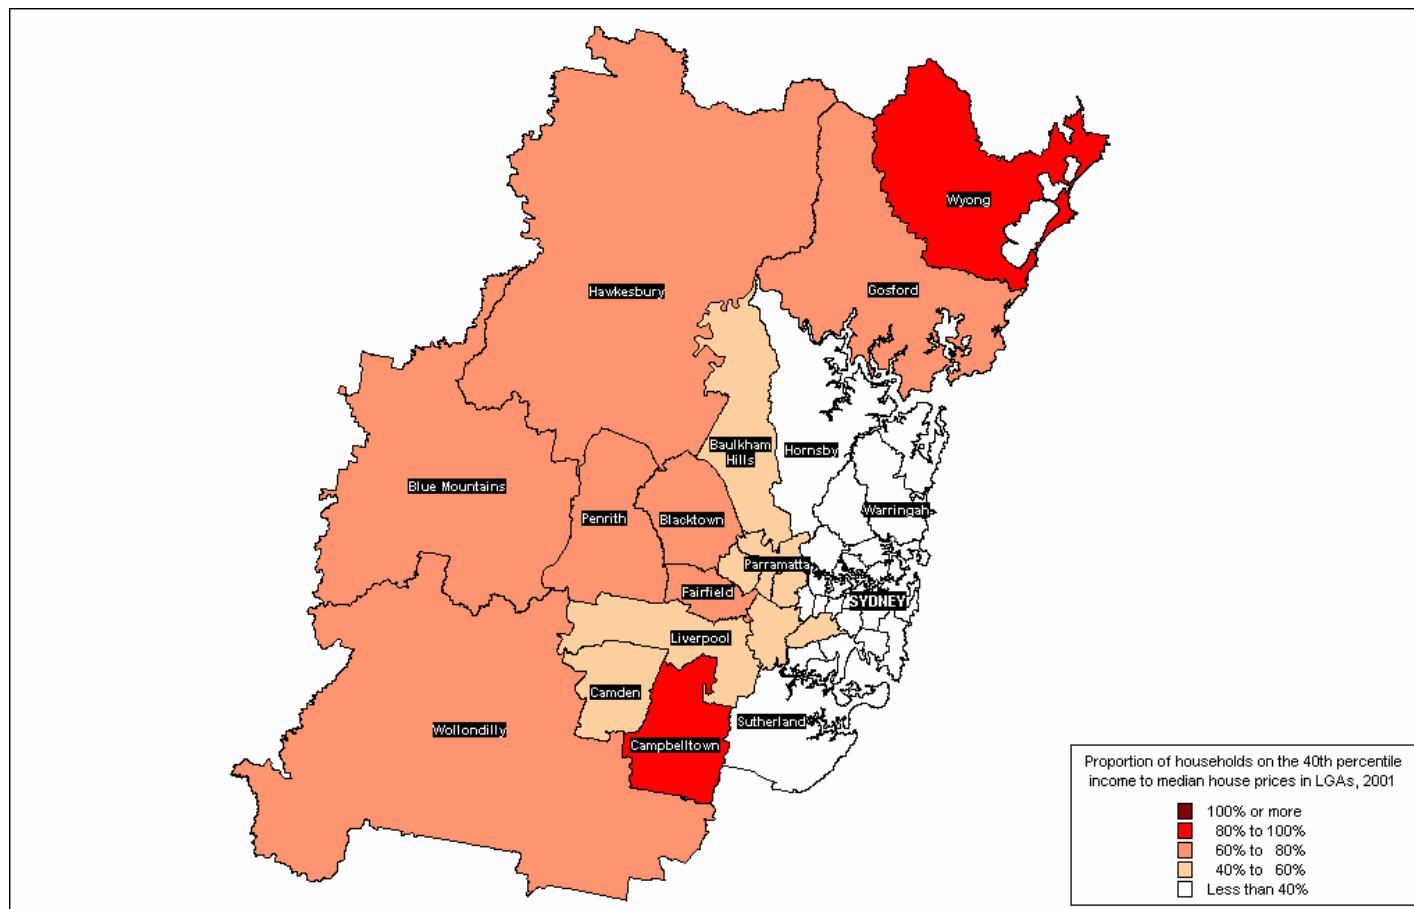 Wyong
Hawkesbury
Gosford
Baulkham
Hills
Hornsby
Blue Mountains
Penrith
Blacktown
Warringah
Parramatta
Fairfield
SYDNEY
Liverpool
Camden
Sutherland
Wollondilly
Campbelltown
Proportion of households on the 40th percentile
income to median house prices in LGAs, 2001
100% or more
80% to 100%
60% to 80%
40% to 60%
Less than 40%